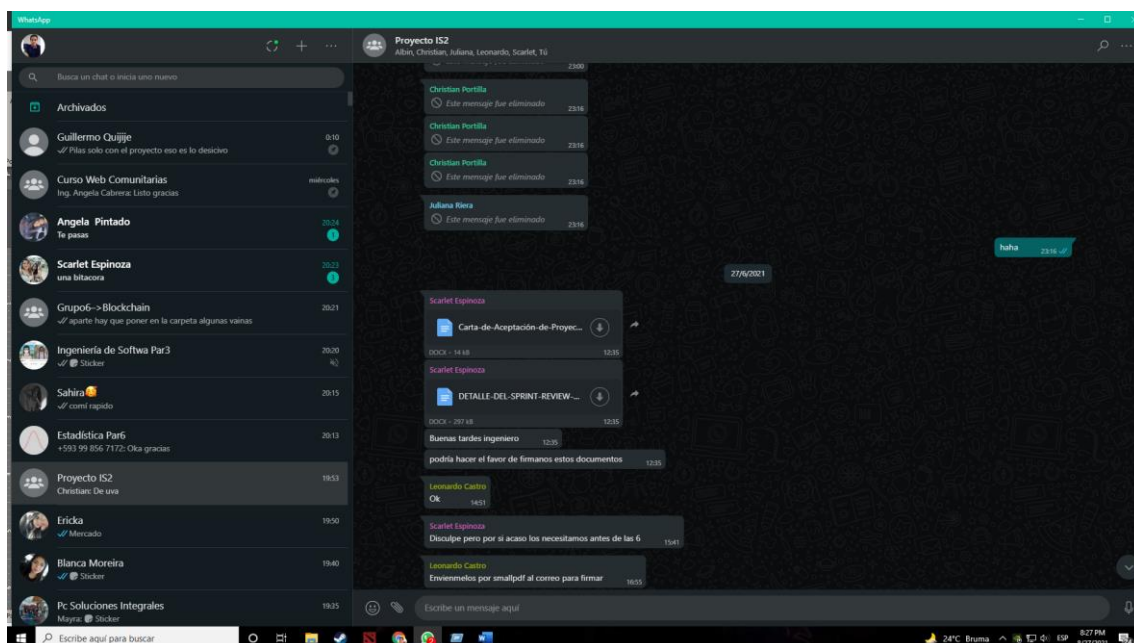 WhatsApp
Busca un chat o inicia uno nuevo
Archivados
Guillermo Quijije
0:10
Pilas solo con el proyecto eso es lo desicivo
Curso Web Comunitarias
miércoles
Ing. Angela Cabrera: Listo gracias
Angela Pintado
20:24
Te pasas
1
Scarlet Espinoza
20:23
una bitacora
1
Grupo6-->Blockchain
20:21
aparte hay que poner en la carpeta algunas vainas
Ingeniería de Softwa Par3
20:20
Sticker
Sahira🥰
20:15
comí rapido
Estadística Par6
20:13
+593 99 856 7172: Oka gracias
Proyecto IS2
19:53
Christian: De uva
Ericka
19:50
Mercado
Blanca Moreira
19:40
Sticker
Pc Soluciones Integrales
19:35
Mayra: Sticker
Proyecto IS2
Albin, Christian, Juliana, Leonardo, Scarlet, Tú
23:00
Christian Portilla
Este mensaje fue eliminado
23:16
Christian Portilla
Este mensaje fue eliminado
23:16
Christian Portilla
Este mensaje fue eliminado
23:16
Juliana Riera
Este mensaje fue eliminado
23:16
haha
23:16
27/6/2021
Scarlet Espinoza
Carta-de-Aceptación-de-Proyec...
DOCX - 14 kB
12:35
Scarlet Espinoza
DETALLE-DEL-SPRINT-REVIEW-...
DOCX - 297 kB
12:35
Buenas tardes ingeniero
12:35
podría hacer el favor de firmanos estos documentos
12:35
Leonardo Castro
Ok
14:51
Scarlet Espinoza
Disculpe pero por si acaso los necesitamos antes de las 6
15:41
Leonardo Castro
Envienmelos por smallpdf al correo para firmar
16:55
Escribe un mensaje aquí
Escribe aquí para buscar
24°C Bruma
ESP
8:27 PM